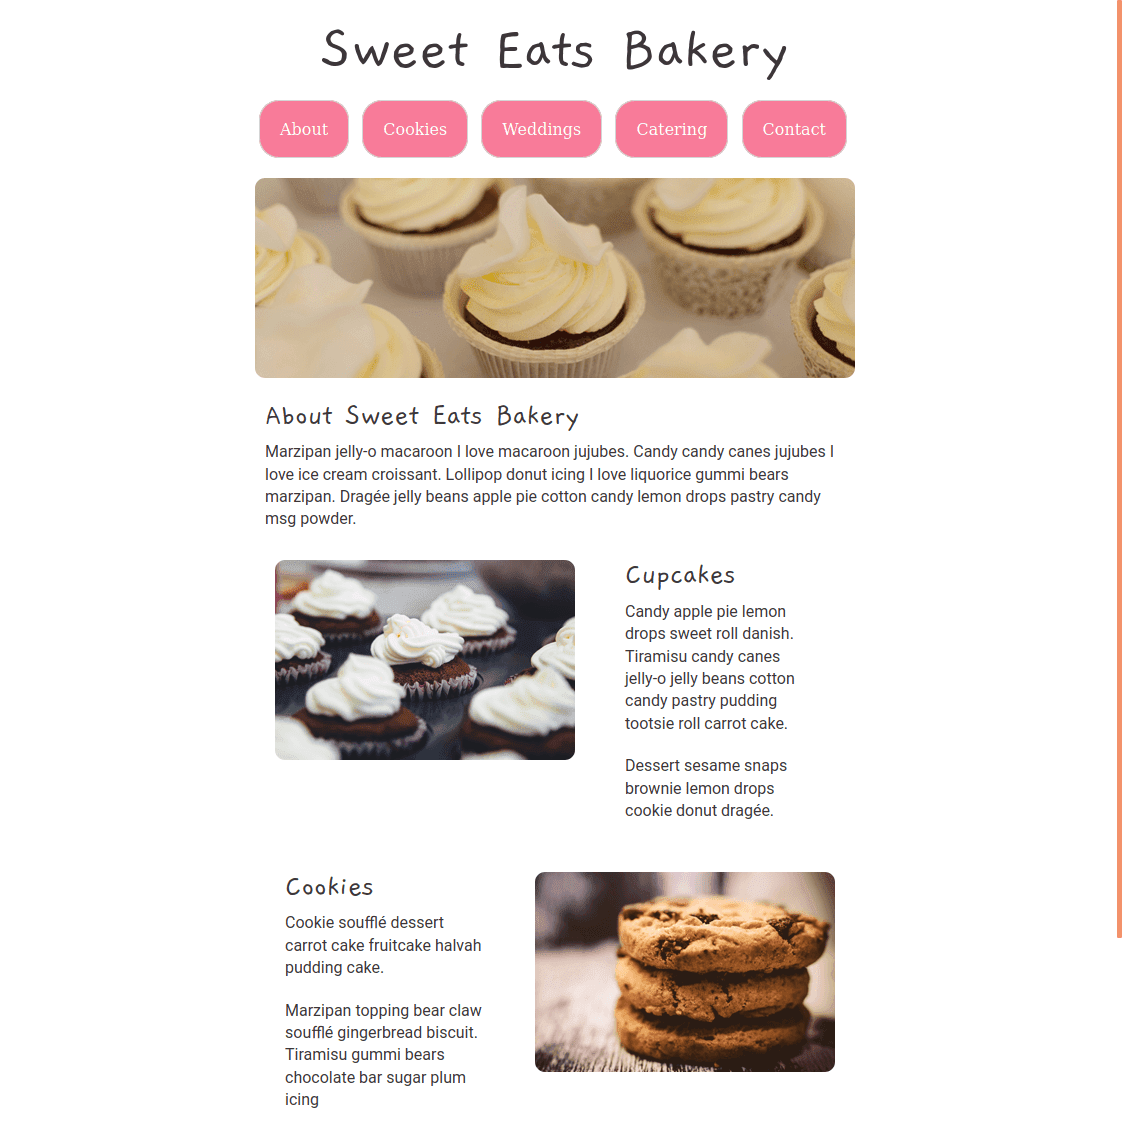 Sweet Eats Bakery
About
Cookies
Weddings
Catering
Contact
About Sweet Eats Bakery
Marzipan jelly-o macaroon I love macaroon jujubes. Candy candy canes jujubes I
love ice cream croissant. Lollipop donut icing I love liquorice gummi bears
marzipan. Dragée jelly beans apple pie cotton candy lemon drops pastry candy
msg powder.
Cupcakes
Candy apple pie lemon
drops sweet roll danish.
Tiramisu candy canes
jelly-o jelly beans cotton
candy pastry pudding
tootsie roll carrot cake.
Dessert sesame snaps
brownie lemon drops
cookie donut dragée.
Cookies
Cookie soufflé dessert
carrot cake fruitcake halvah
pudding cake.
Marzipan topping bear claw
soufflé gingerbread biscuit.
Tiramisu gummi bears
chocolate bar sugar plum
icing